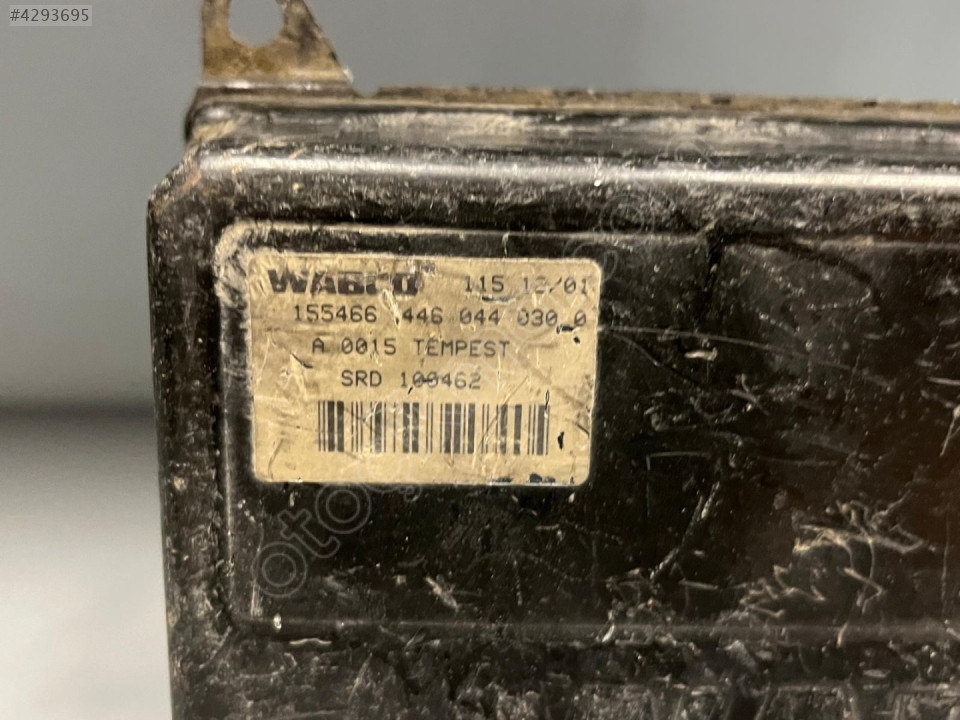 #4293695
WABCO 115 12/01
155466 446 044 030 0
A 0015 TEMPEST
SRD 100462